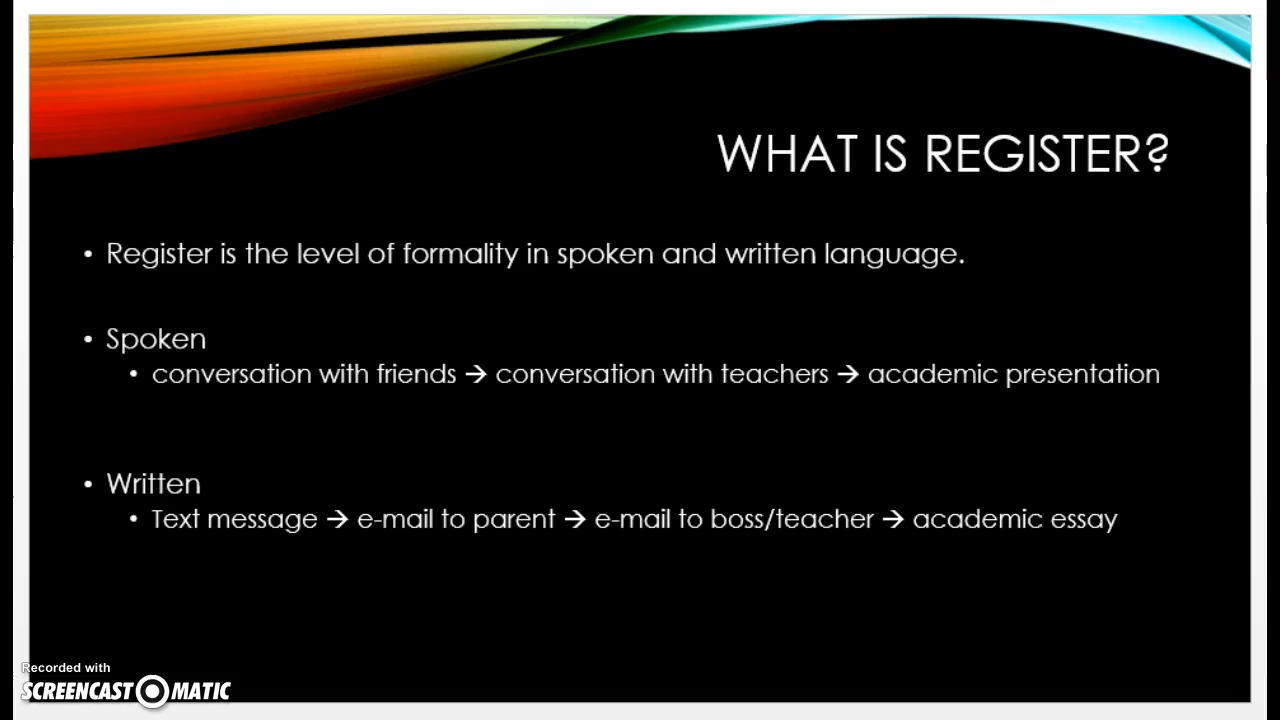 WHAT IS REGISTER?
• Register is the level of formality in spoken and written language.
• Spoken
• conversation with friends → conversation with teachers → academic presentation
• Written
• Text message → e-mail to parent → e-mail to boss/teacher → academic essay
Recorded with
SCREENCAST MATIC